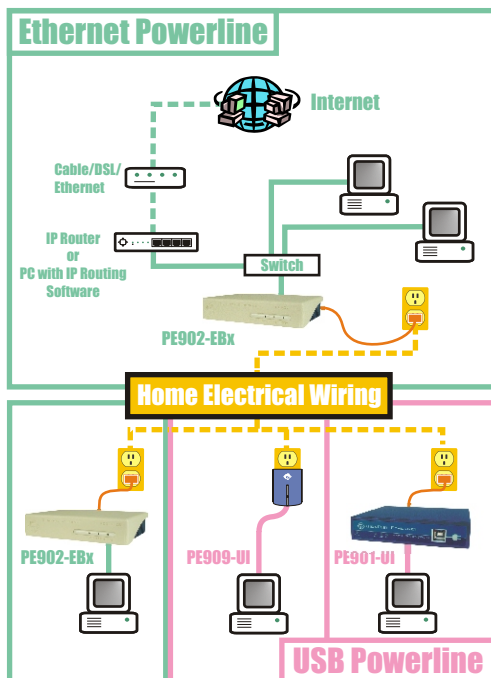 Ethernet Powerline
Internet
Cable/DSL/
Ethernet
IP Router
or
PC with IP Routing
Software
Switch
PE902-EBx
Home Electrical Wiring
PE902-EBx
PE909-UI
PE901-UI
USB Powerline